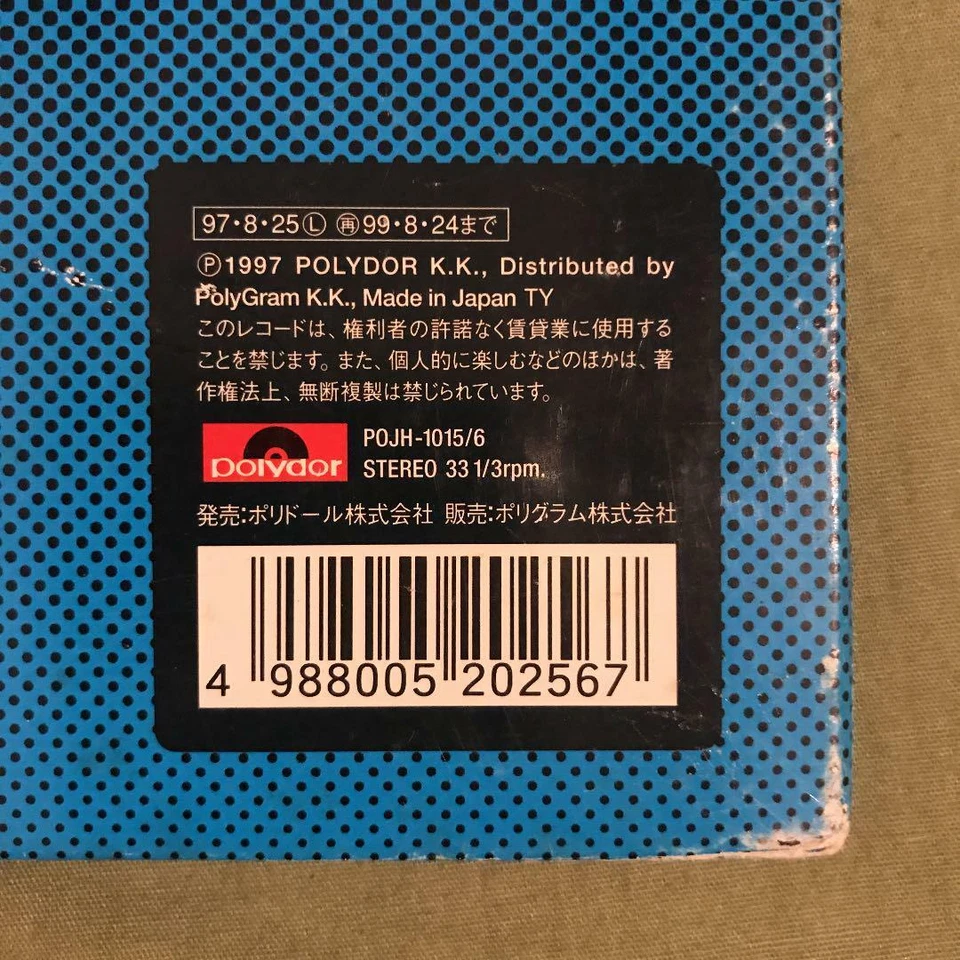 97・8・25Ⓛ ㊞99・8・24まで
Ⓟ1997 POLYDOR K.K., Distributed by
PolyGram K.K., Made in Japan TY
このレコードは、権利者の許諾なく賃貸業に使用する
ことを禁じます。また、個人的に楽しむなどのほかは、著
作権法上、無断複製は禁じられています。
polydor
POJH-1015/6
STEREO 33 1/3rpm.
発売:ポリドール株式会社 販売:ポリグラム株式会社
4 988005 202567